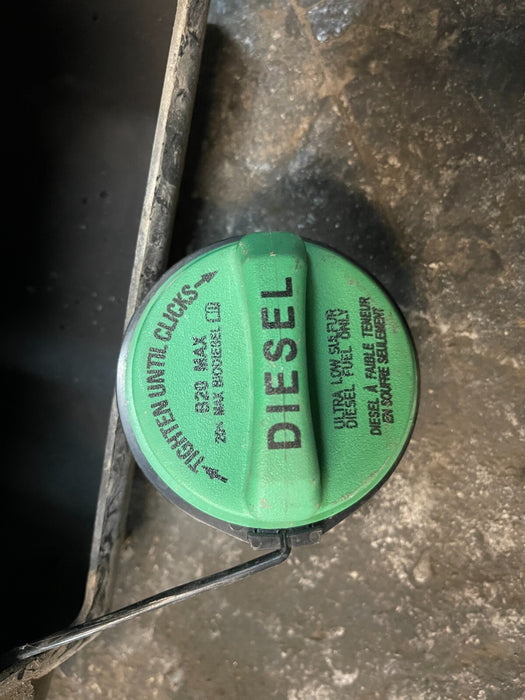 TIGHTEN UNTIL CLICKS
B20 MAX
20% MAX BIODIESEL
DIESEL
ULTRA LOW SULFUR
DIESEL FUEL ONLY
DIESEL À FAIBLE TENEUR
EN SOUFRE SEULEMENT